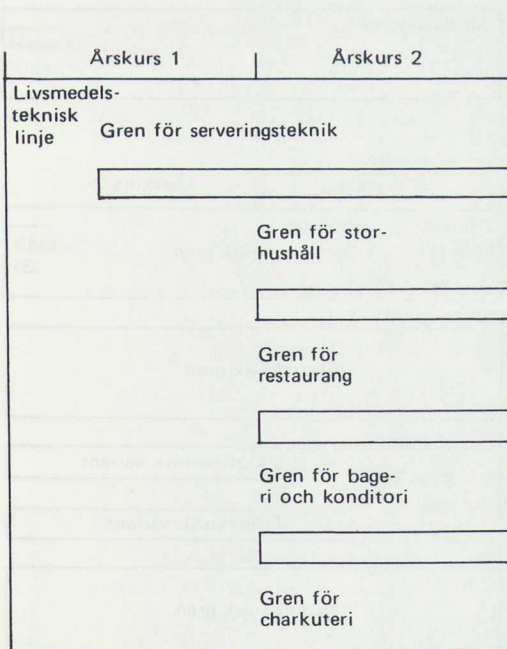 Årskurs 1
Årskurs 2
Livsmedels-
teknisk
linje
Gren för serveringsteknik
Gren för stor-
hushåll
Gren för
restaurang
Gren för bage-
ri och konditori
Gren för
charkuteri